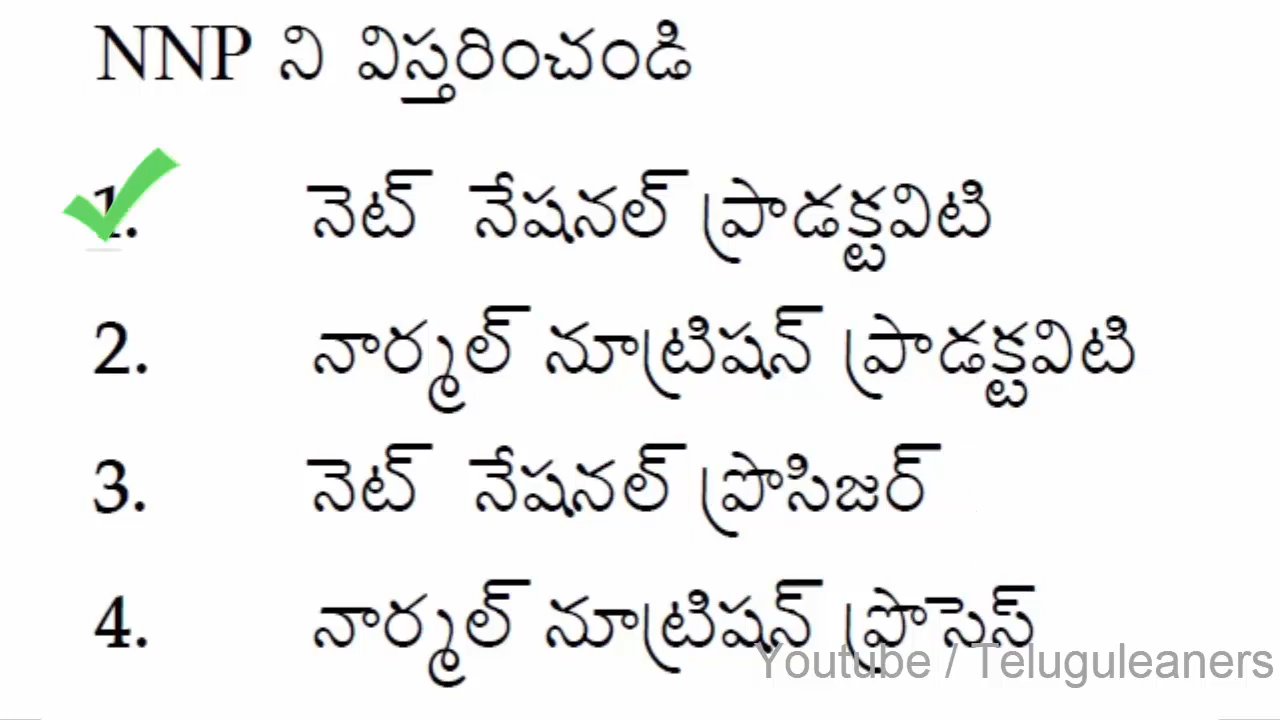 NNP ని విస్తరించండి
1. నెట్ నేషనల్ ప్రాడక్టవిటి
2. నార్మల్ నూట్రిషన్ ప్రాడక్టవిటి
3. నెట్ నేషనల్ ప్రొసిజర్
4. నార్మల్ నూట్రిషన్ ప్రొసెస్
Youtube / Teluguleaners